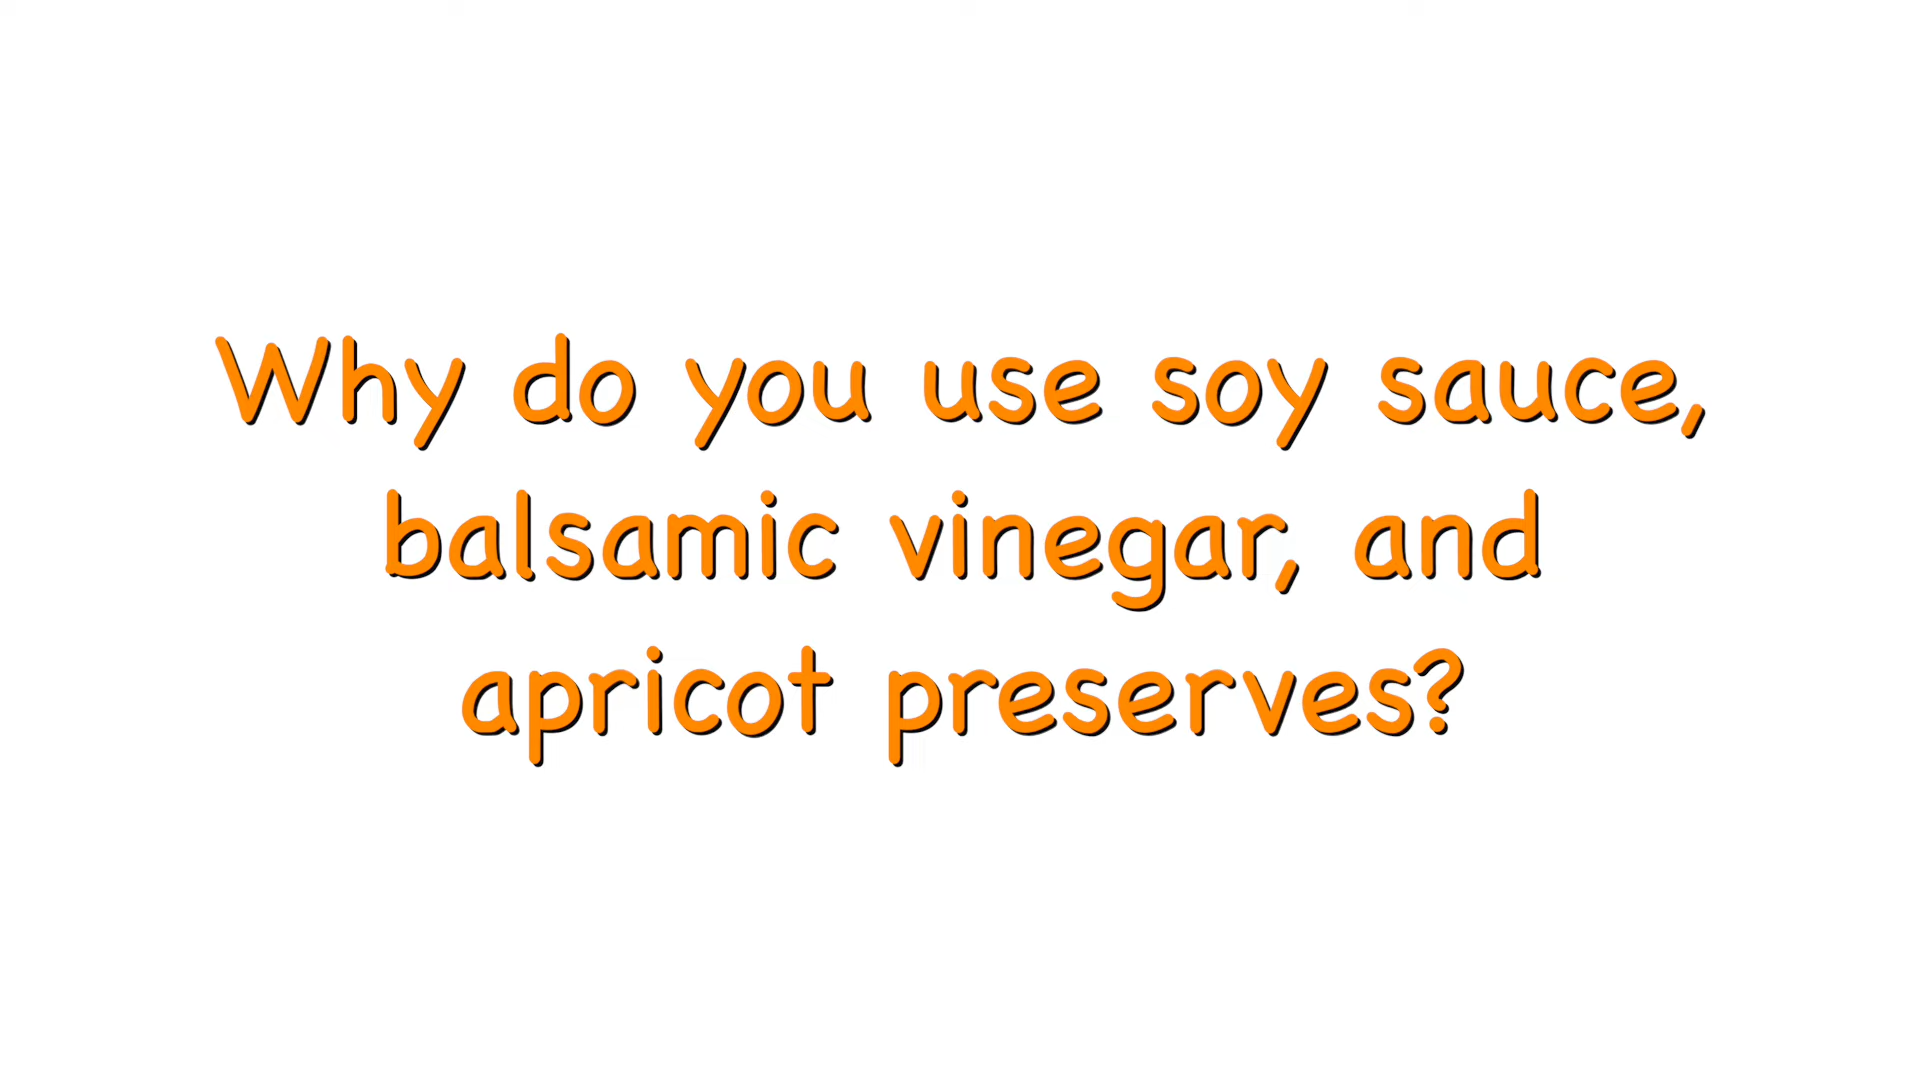 Why do you use soy sauce,
balsamic vinegar, and
apricot preserves?